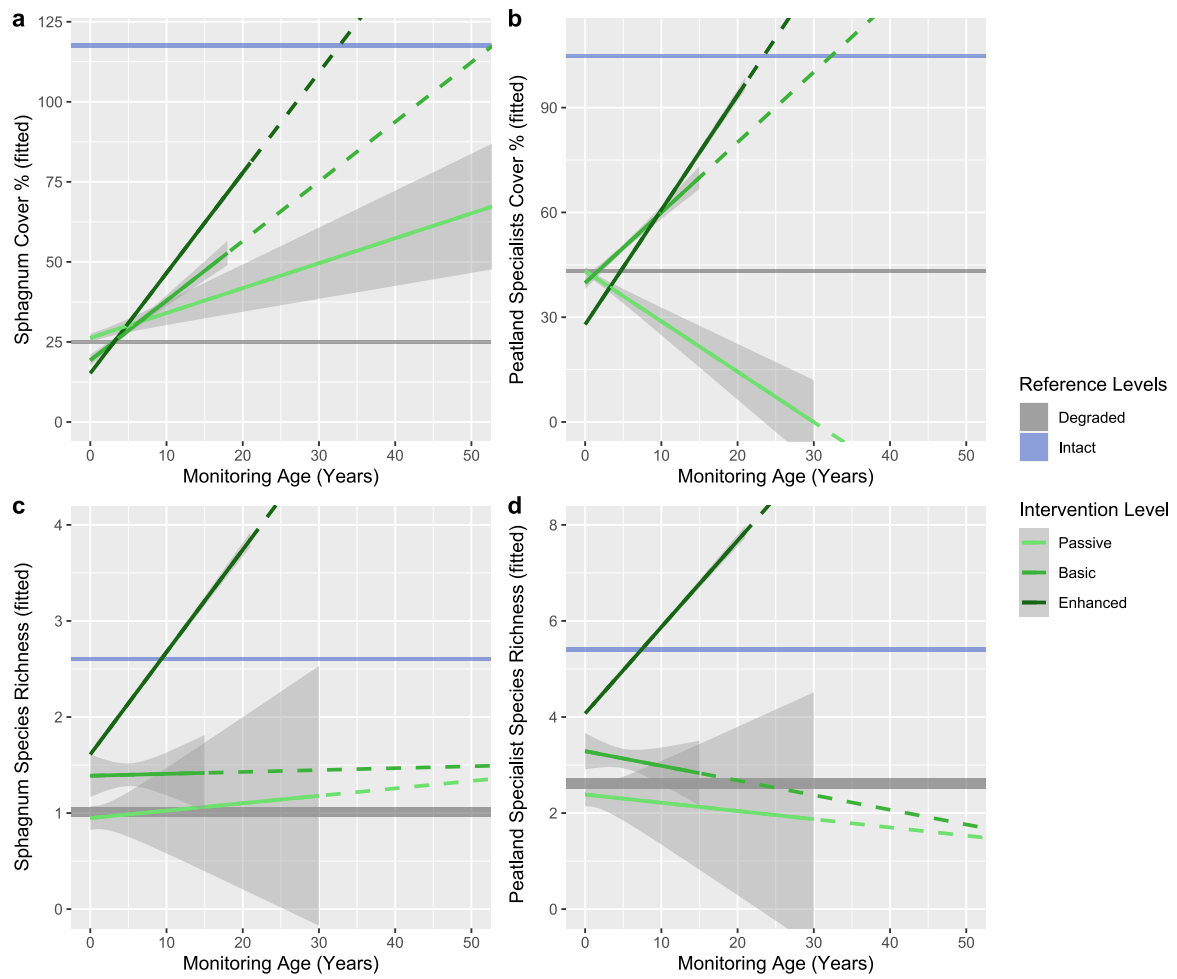 a
Sphagnum Cover % (fitted)
125
100
75
50
25
0
0 10 20 30 40 50
Monitoring Age (Years)
b
Peatland Specialists Cover % (fitted)
90
60
30
0
0 10 20 30 40 50
Monitoring Age (Years)
c
Sphagnum Species Richness (fitted)
4
3
2
1
0
0 10 20 30 40 50
Monitoring Age (Years)
d
Peatland Specialist Species Richness (fitted)
8
6
4
2
0
0 10 20 30 40 50
Monitoring Age (Years)
Reference Levels
Degraded
Intact
Intervention Level
Passive
Basic
Enhanced